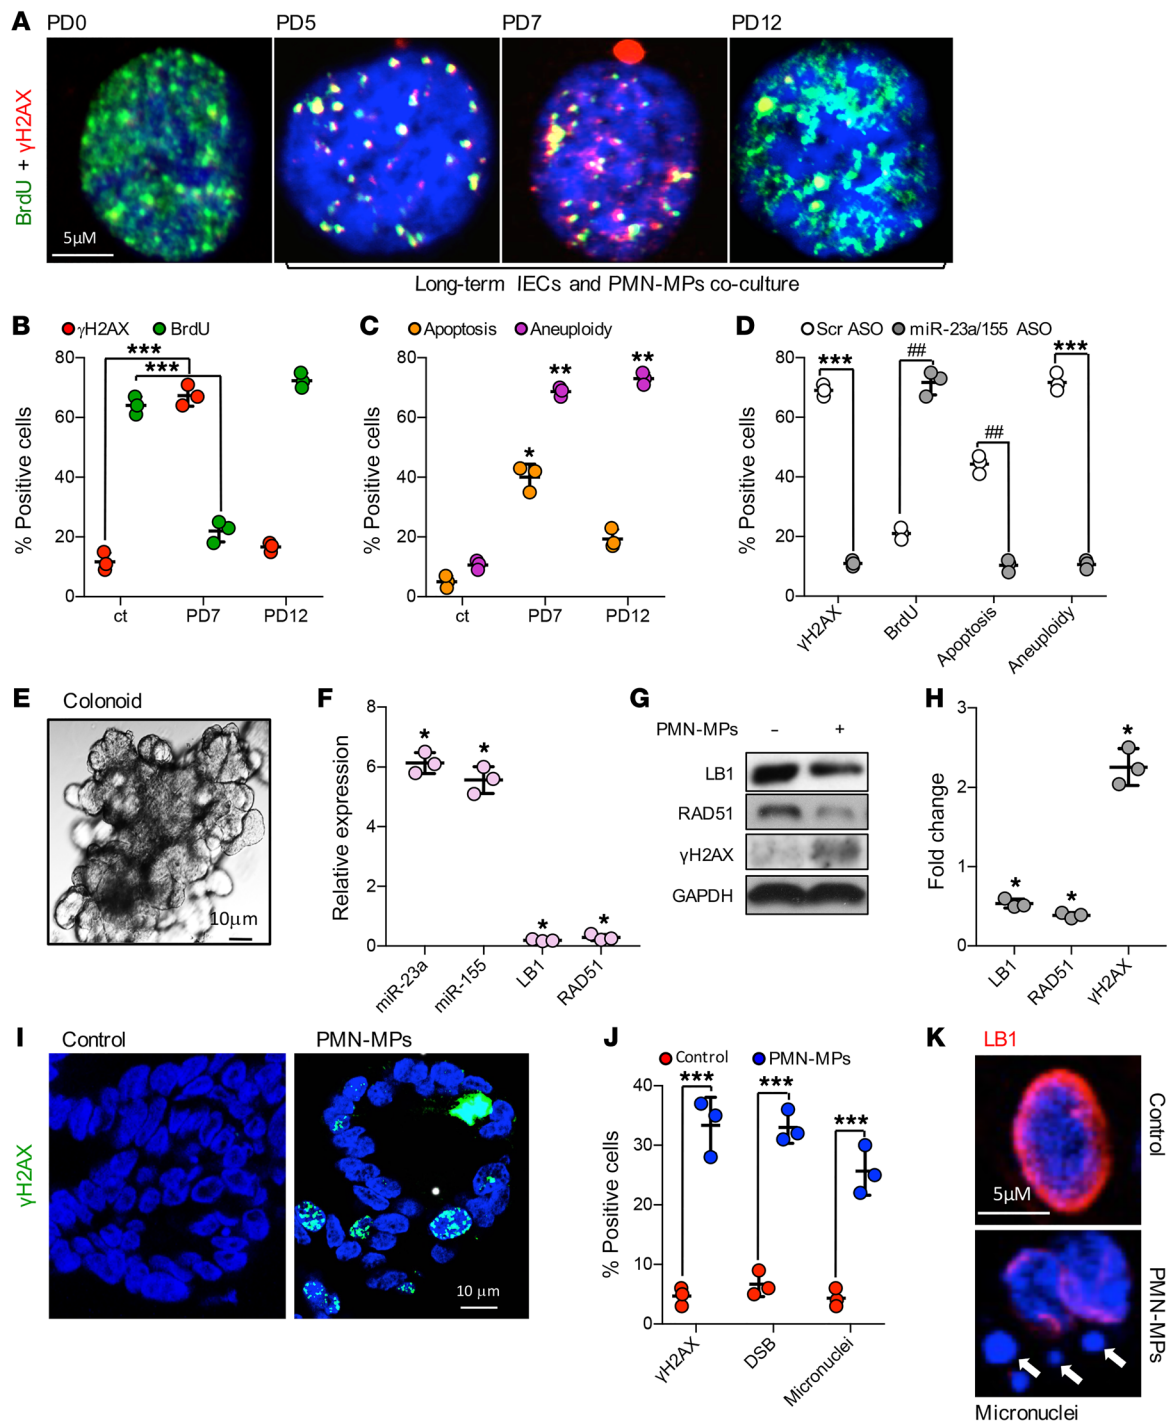 A
PD0 PD5 PD7 PD12
BrdU + γH2AX
5μM
Long-term IECs and PMN-MPs co-culture
B
γH2AX BrdU
% Positive cells
80
60
40
20
0
*** ***
ct PD7 PD12
C
Apoptosis Aneuploidy
% Positive cells
80
60
40
20
0
* ** **
ct PD7 PD12
D
Scr ASO miR-23a/155 ASO
% Positive cells
80
60
40
20
0
*** ## ## ***
γH2AX BrdU Apoptosis Aneuploidy
E Colonoid
10μm
F
Relative expression
8
6
4
2
0
* * * *
miR-23a miR-155 LB1 RAD51
G
PMN-MPs - +
LB1
RAD51
γH2AX
GAPDH
H
Fold change
3
2
1
0
* * *
LB1 RAD51 γH2AX
I Control PMN-MPs
γH2AX
10 μm
J
Control PMN-MPs
% Positive cells
40
30
20
10
0
*** *** ***
γH2AX DSB Micronuclei
K LB1
Control
5μM
PMN-MPs
Micronuclei